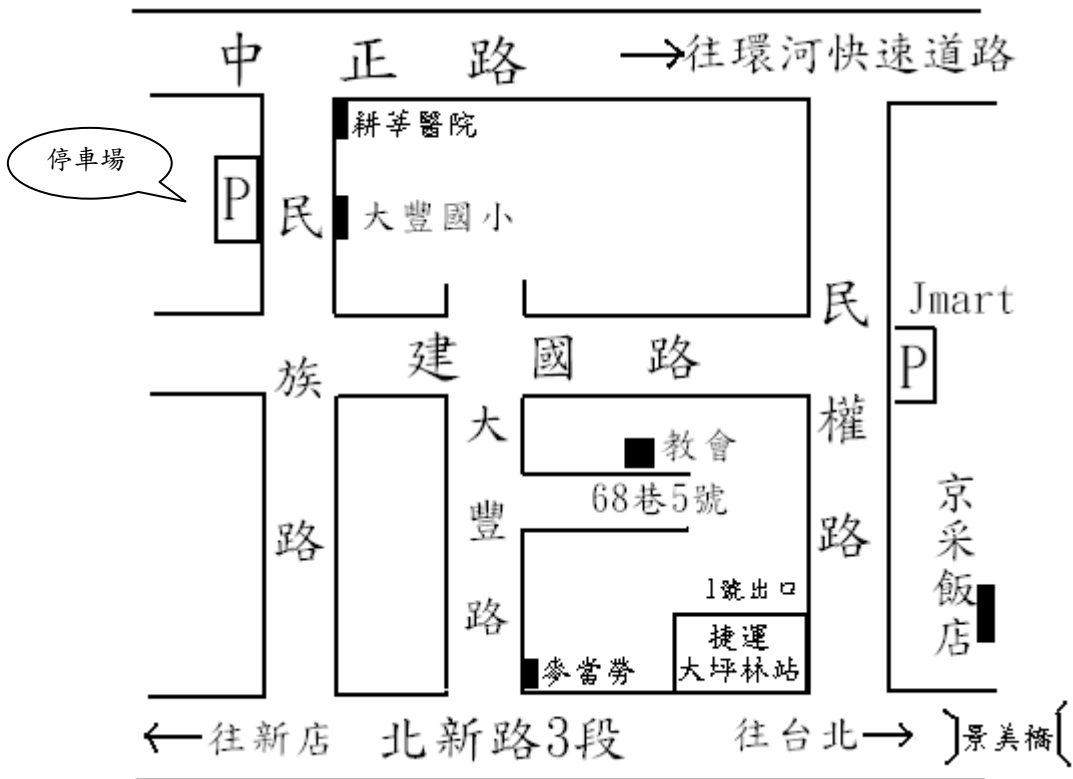 中正路 →往環河快速道路
耕莘醫院
停車場
P
大豐國小
民族路
建國路
民權路
Jmart
P
大豐路
教會
68巷5號
京采飯店
1號出口
捷運
大坪林站
麥當勞
←往新店 北新路3段 往台北→ 景美橋